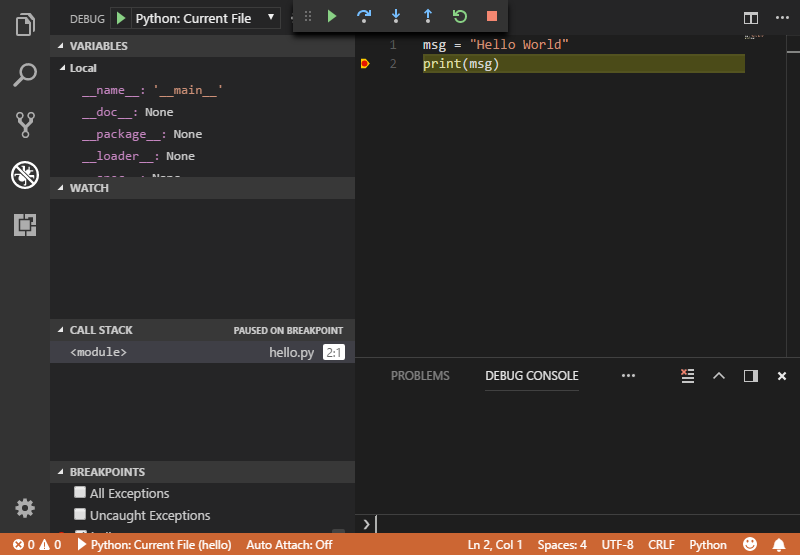 DEBUG Python: Current File
VARIABLES
Local
__name__: '__main__'
__doc__: None
__package__: None
__loader__: None
WATCH
CALL STACK PAUSED ON BREAKPOINT
<module> hello.py 2:1
BREAKPOINTS
All Exceptions
Uncaught Exceptions
1 msg = "Hello World"
2 print(msg)
PROBLEMS DEBUG CONSOLE
0 0 Python: Current File (hello) Auto Attach: Off Ln 2, Col 1 Spaces: 4 UTF-8 CRLF Python